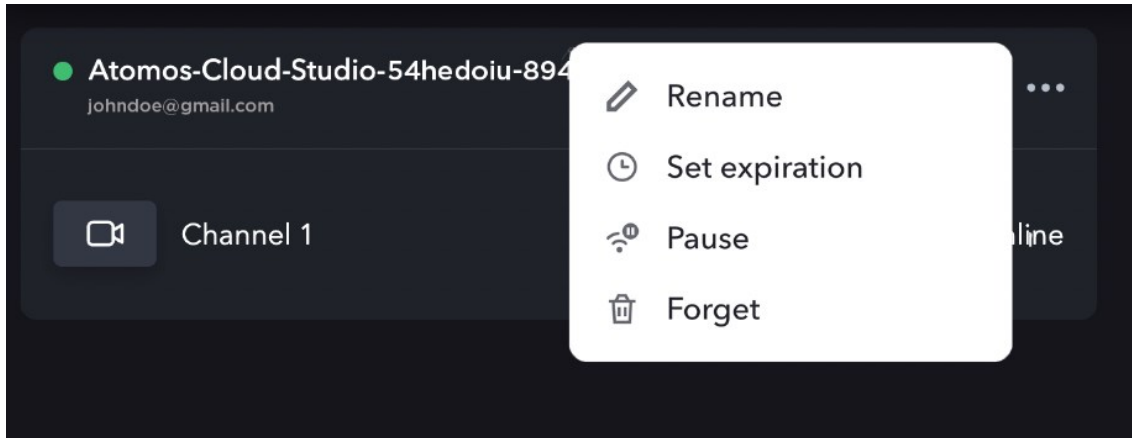 Atomos-Cloud-Studio-54hedoiu-894
johndoe@gmail.com
Rename
Set expiration
Channel 1
Pause
Forget